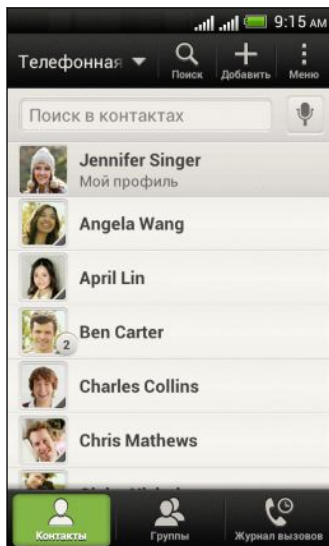 9:15 AM
Телефонная
Поиск
Добавить
Меню
Поиск в контактах
Jennifer Singer
Мой профиль
Angela Wang
April Lin
Ben Carter
2
Charles Collins
Chris Mathews
Контакты
Группы
Журнал вызовов